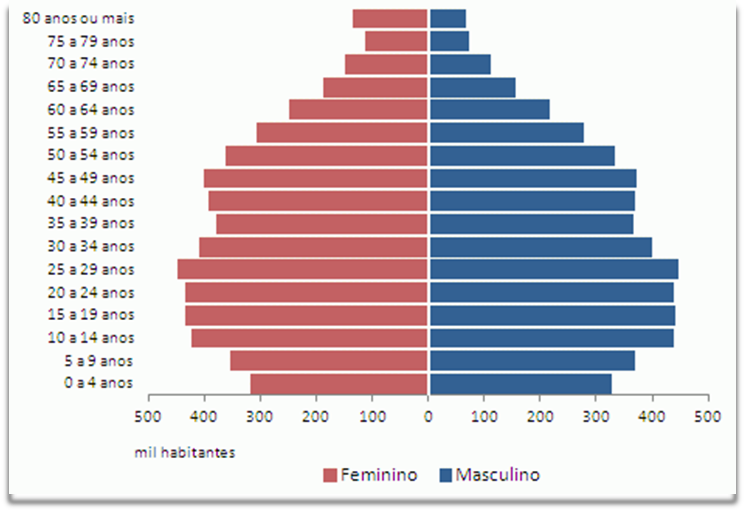 80 anos ou mais
75 a 79 anos
70 a 74 anos
65 a 69 anos
60 a 64 anos
55 a 59 anos
50 a 54 anos
45 a 49 anos
40 a 44 anos
35 a 39 anos
30 a 34 anos
25 a 29 anos
20 a 24 anos
15 a 19 anos
10 a 14 anos
5 a 9 anos
0 a 4 anos
500 400 300 200 100 0 100 200 300 400 500
mil habitantes
Feminino Masculino